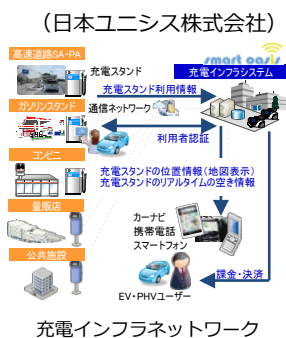 (日本ユニシス株式会社)
高速道路SA・PA
充電スタンド
smart oasis
充電インフラシステム
充電スタンド利用情報
ガソリンスタンド
通信ネットワーク
利用者認証
コンビニ
充電スタンドの位置情報(地図表示)
充電スタンドのリアルタイムの空き情報
量販店
カーナビ
携帯電話
スマートフォン
公共施設
課金・決済
EV・PHVユーザー
充電インフラネットワーク